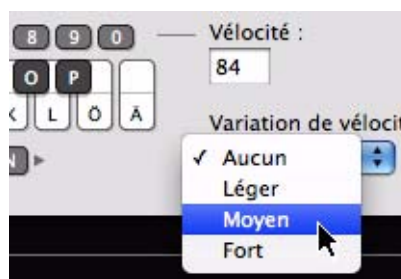 8 9 0 Vélocité :
O P 84
K L Ö Ä Variation de vélocit
N
✓ Aucun
Léger
Moyen
Fort